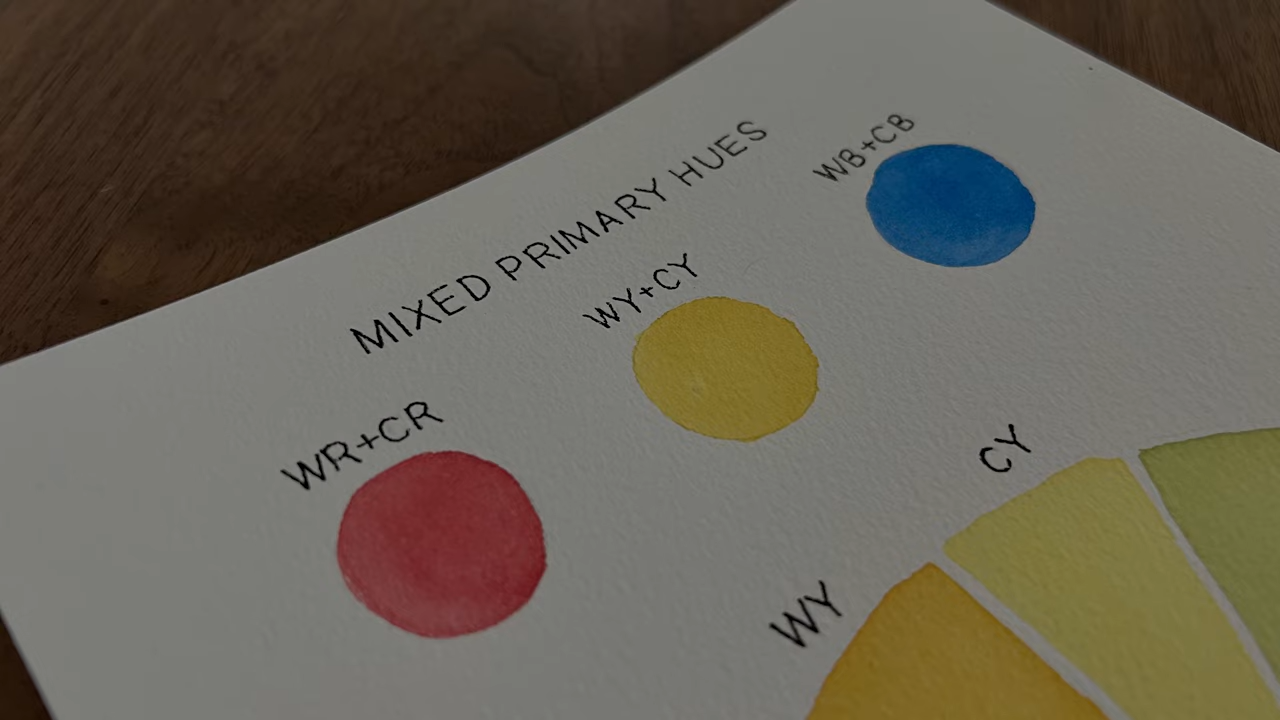 MIXED PRIMARY HUES
WR+CR
WY+CY
WB+CB
WY
CY